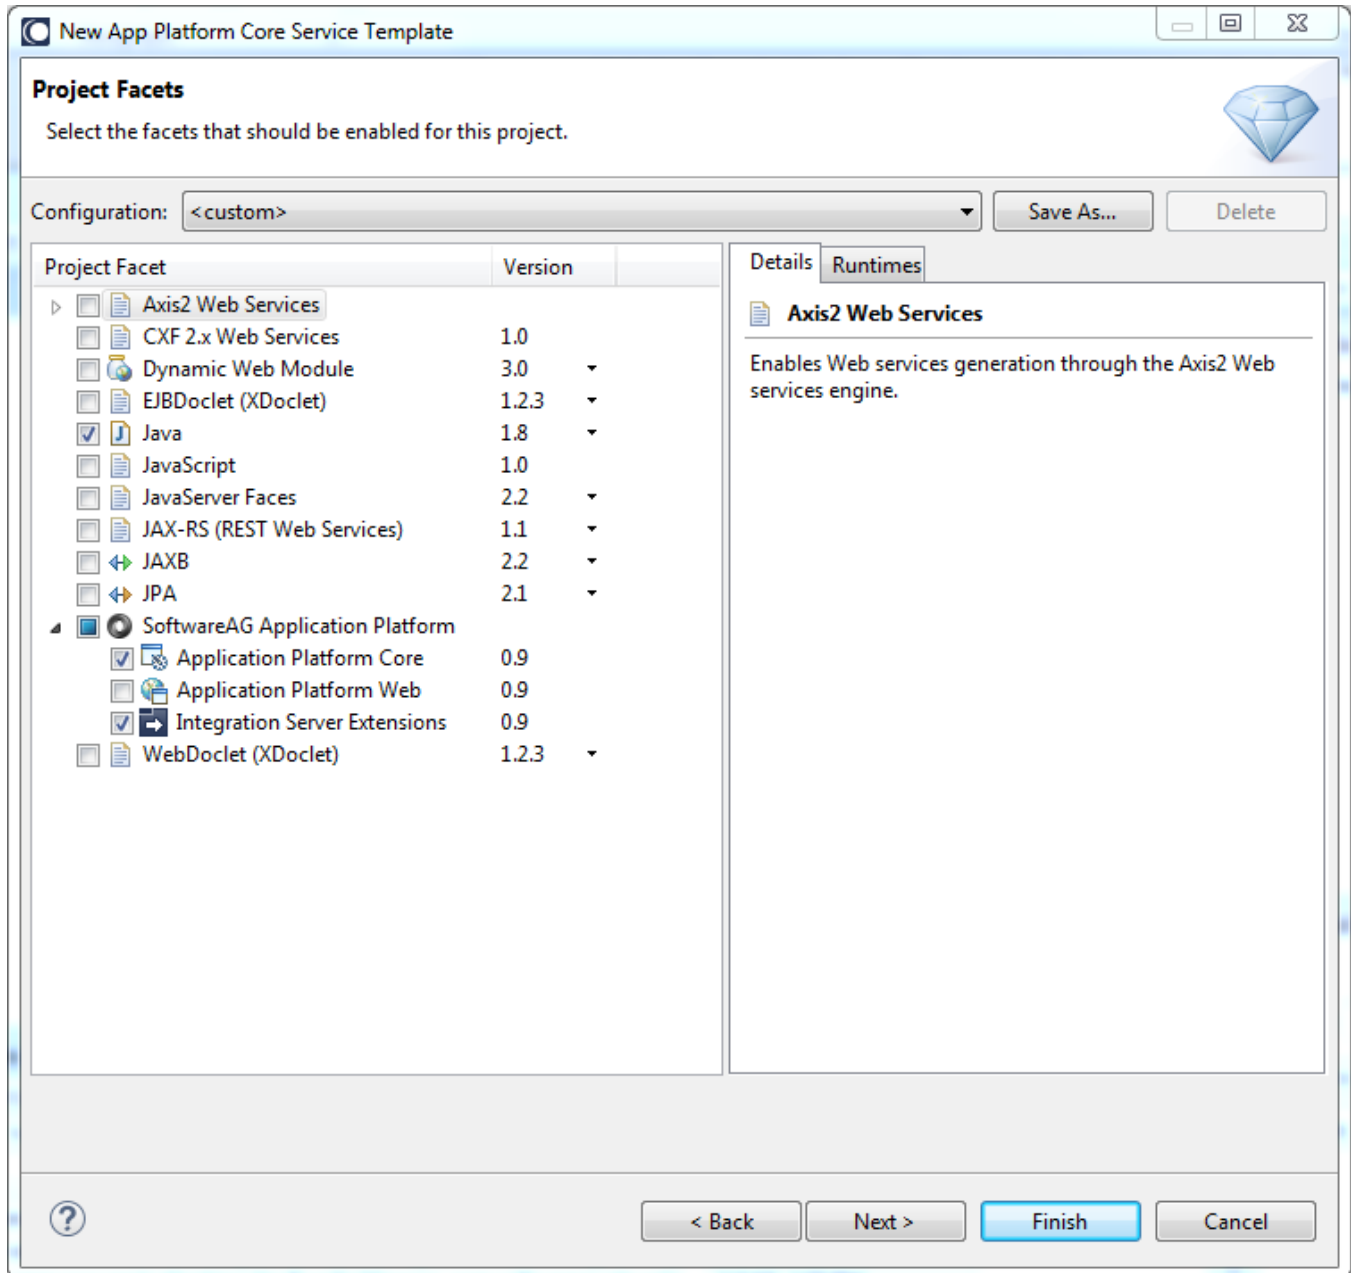 New App Platform Core Service Template
Project Facets
Select the facets that should be enabled for this project.
Configuration: <custom> Save As... Delete
Project Facet Version
Axis2 Web Services
CXF 2.x Web Services 1.0
Dynamic Web Module 3.0
EJBDoclet (XDoclet) 1.2.3
Java 1.8
JavaScript 1.0
JavaServer Faces 2.2
JAX-RS (REST Web Services) 1.1
JAXB 2.2
JPA 2.1
SoftwareAG Application Platform
Application Platform Core 0.9
Application Platform Web 0.9
Integration Server Extensions 0.9
WebDoclet (XDoclet) 1.2.3
Details Runtimes
Axis2 Web Services
Enables Web services generation through the Axis2 Web
services engine.
? < Back Next > Finish Cancel